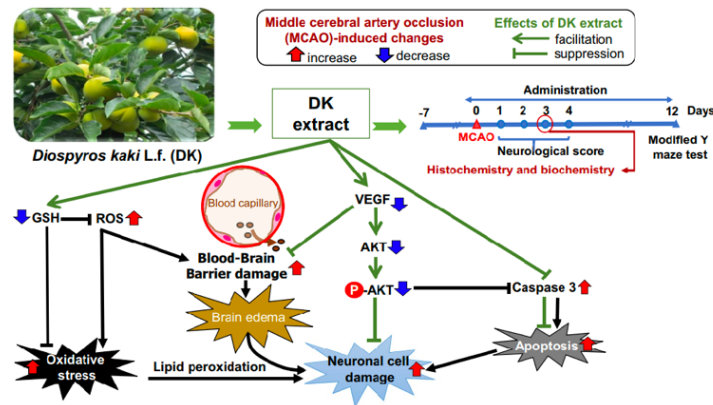 Middle cerebral artery occlusion
(MCAO)-induced changes
increase
decrease
Effects of DK extract
facilitation
suppression
Diospyros kaki L.f. (DK)
DK
extract
Administration
-7
0
1
2
3
4
12
Days
MCAO
Neurological score
Modified Y
maze test
Histochemistry and biochemistry
Blood capillary
GSH
ROS
VEGF
Blood-Brain
Barrier damage
AKT
P
-AKT
Caspase 3
Brain edema
Apoptosis
Oxidative
stress
Lipid peroxidation
Neuronal cell
damage